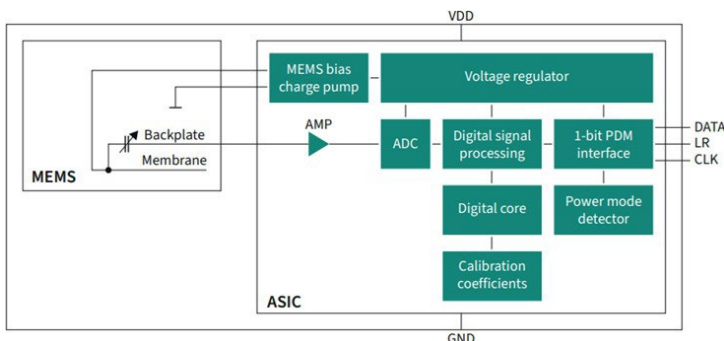 VDD
MEMS bias
charge pump
Voltage regulator
AMP
ADC
Digital signal
processing
1-bit PDM
interface
DATA
LR
CLK
Backplate
Membrane
MEMS
Digital core
Power mode
detector
Calibration
coefficients
ASIC
GND